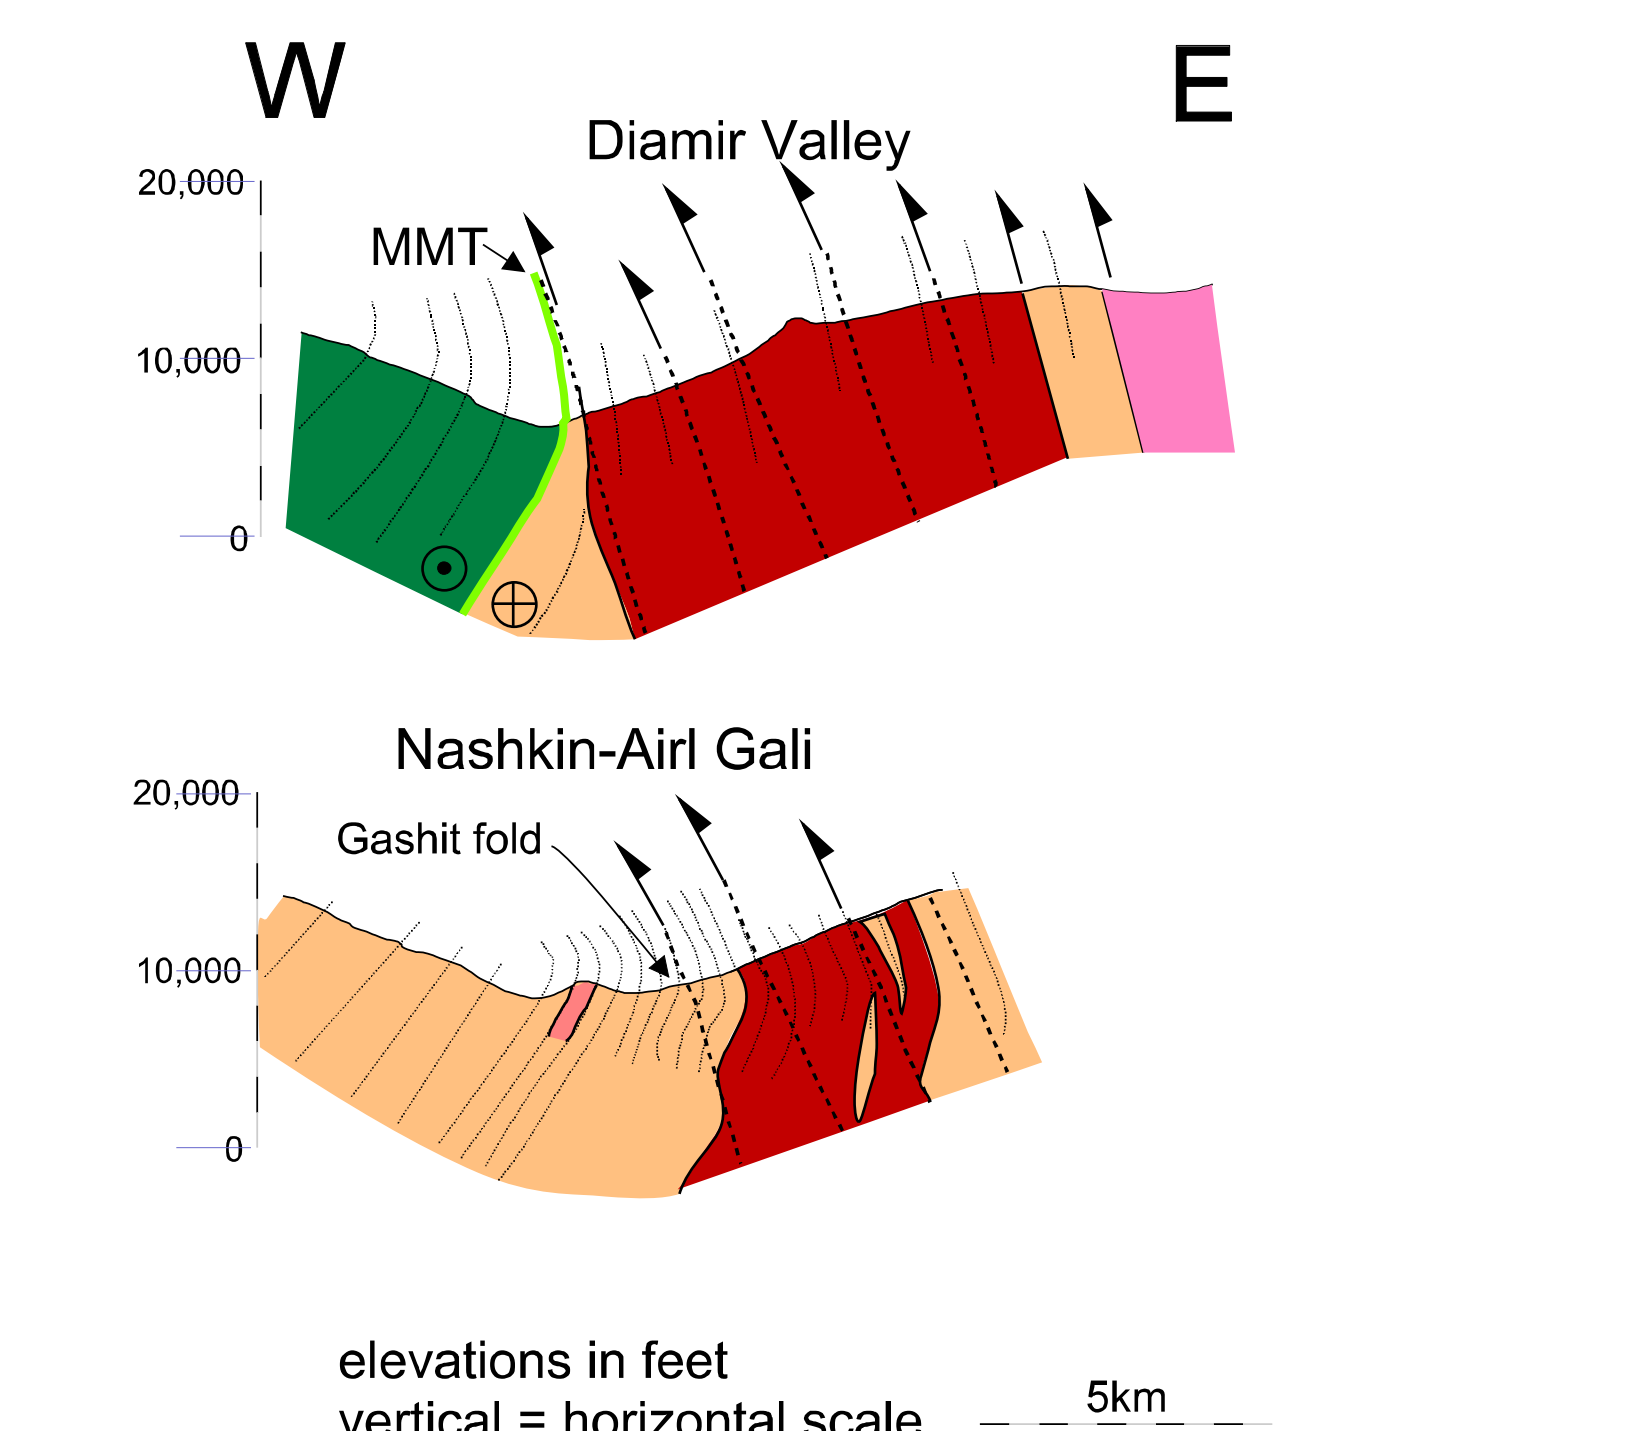 W
E
Diamir Valley
20,000
MMT
10,000
0
Nashkin-Airl Gali
20,000
Gashit fold
10,000
0
elevations in feet
5km
vertical = horizontal scale